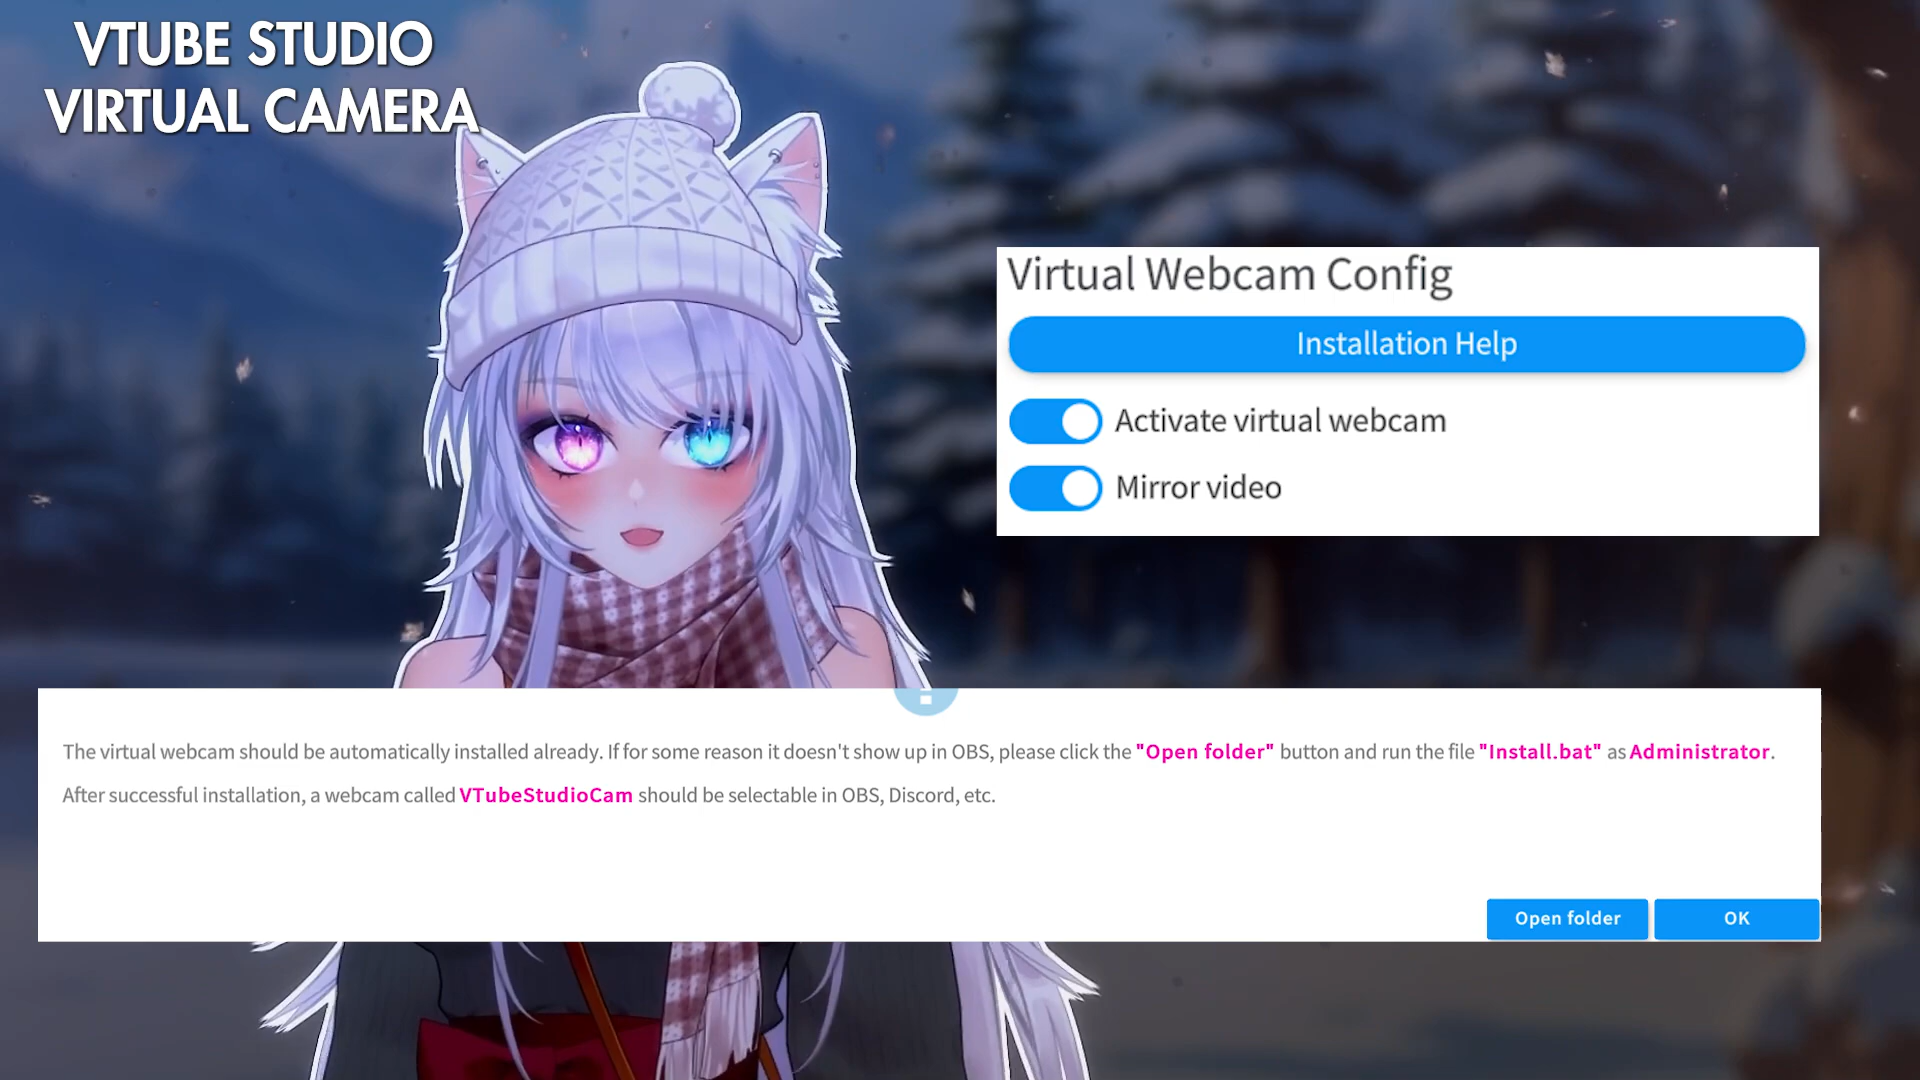 VTUBE STUDIO
VIRTUAL CAMERA
Virtual Webcam Config
Installation Help
Activate virtual webcam
Mirror video
The virtual webcam should be automatically installed already. If for some reason it doesn't show up in OBS, please click the "Open folder" button and run the file "Install.bat" as Administrator.
After successful installation, a webcam called VTubeStudioCam should be selectable in OBS, Discord, etc.
Open folder
OK